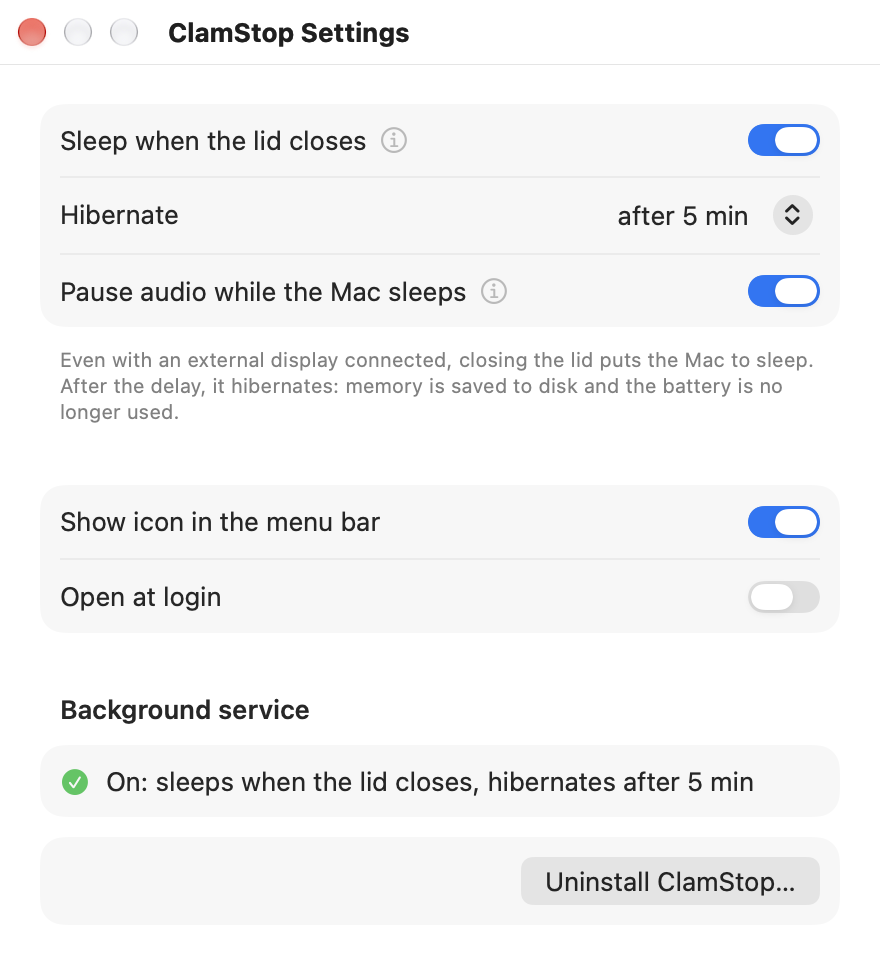 ClamStop Settings
Sleep when the lid closes
Hibernate
after 5 min
Pause audio while the Mac sleeps
Even with an external display connected, closing the lid puts the Mac to sleep.
After the delay, it hibernates: memory is saved to disk and the battery is no
longer used.
Show icon in the menu bar
Open at login
Background service
On: sleeps when the lid closes, hibernates after 5 min
Uninstall ClamStop...